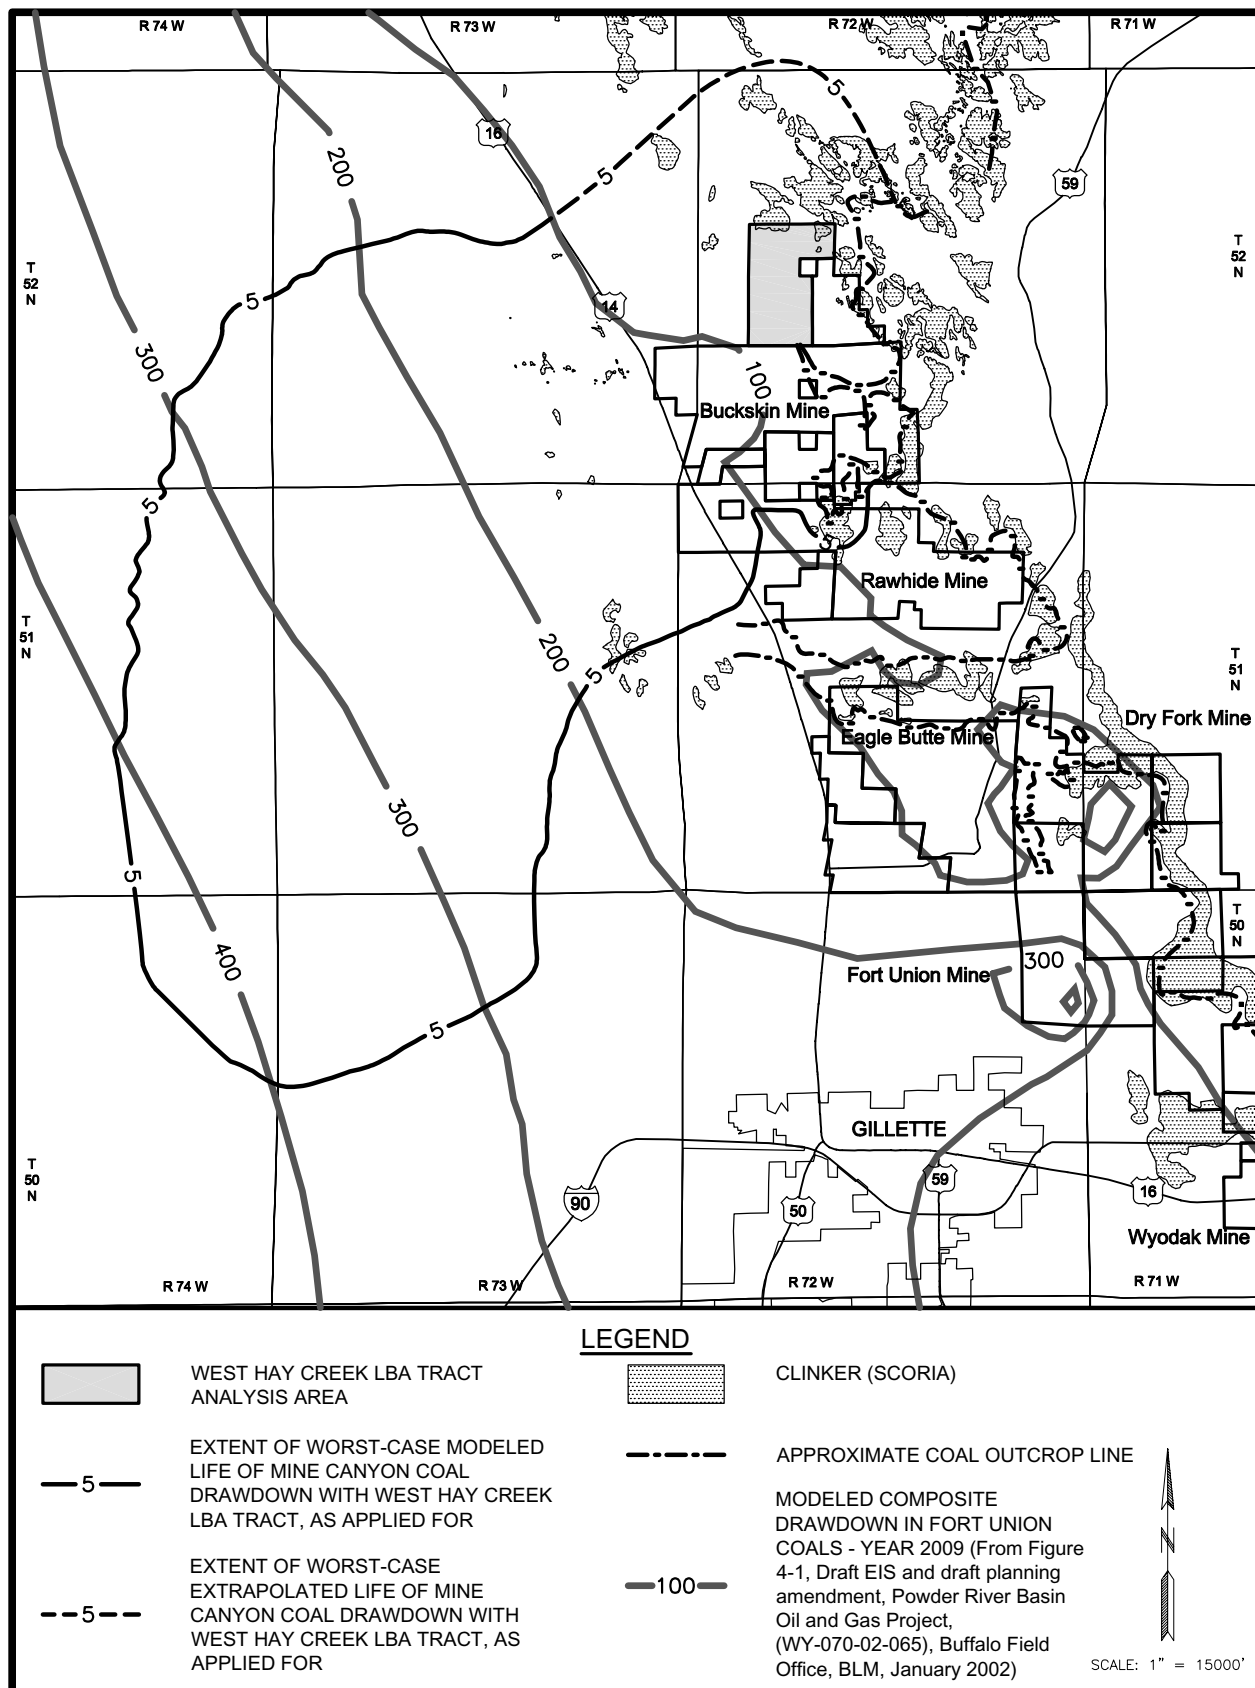 R 74 W
R 73 W
R 72 W
R 71 W
5
16
200
5
59
T
52
N
T
52
N
5
14
300
100
Buckskin Mine
5
5
Rawhide Mine
T
51
N
200
5
T
51
N
Dry Fork Mine
Eagle Butte Mine
300
5
400
T
50
N
300
Fort Union Mine
5
GILLETTE
T
50
N
90
50
59
16
Wyodak Mine
R 74 W
R 73 W
R 72 W
R 71 W
LEGEND
WEST HAY CREEK LBA TRACT
ANALYSIS AREA
5
EXTENT OF WORST-CASE MODELED
LIFE OF MINE CANYON COAL
DRAWDOWN WITH WEST HAY CREEK
LBA TRACT, AS APPLIED FOR
5
EXTENT OF WORST-CASE
EXTRAPOLATED LIFE OF MINE
CANYON COAL DRAWDOWN WITH
WEST HAY CREEK LBA TRACT, AS
APPLIED FOR
CLINKER (SCORIA)
APPROXIMATE COAL OUTCROP LINE
100
MODELED COMPOSITE
DRAWDOWN IN FORT UNION
COALS - YEAR 2009 (From Figure
4-1, Draft EIS and draft planning
amendment, Powder River Basin
Oil and Gas Project,
(WY-070-02-065), Buffalo Field
Office, BLM, January 2002)
N
SCALE: 1" = 15000'